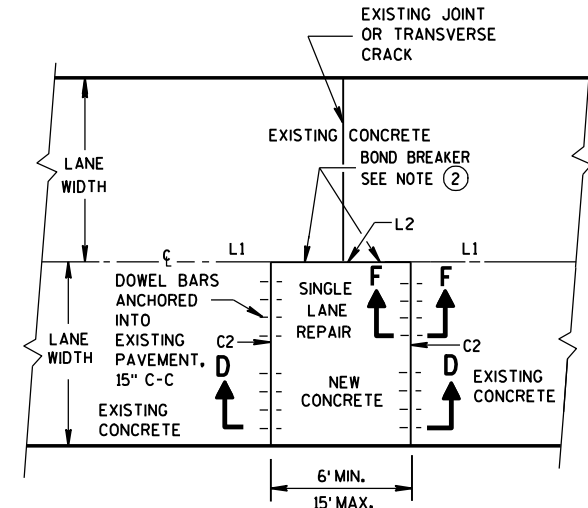 EXISTING JOINT
OR TRANSVERSE
CRACK
EXISTING CONCRETE
BOND BREAKER
SEE NOTE 2
LANE
WIDTH
L2
L1
℄
L1
DOWEL BARS
ANCHORED
INTO
EXISTING
PAVEMENT,
15" C-C
SINGLE
LANE
REPAIR
F
F
LANE
WIDTH
C2
C2
D
D
NEW
CONCRETE
EXISTING
CONCRETE
EXISTING
CONCRETE
6' MIN.
15' MAX.